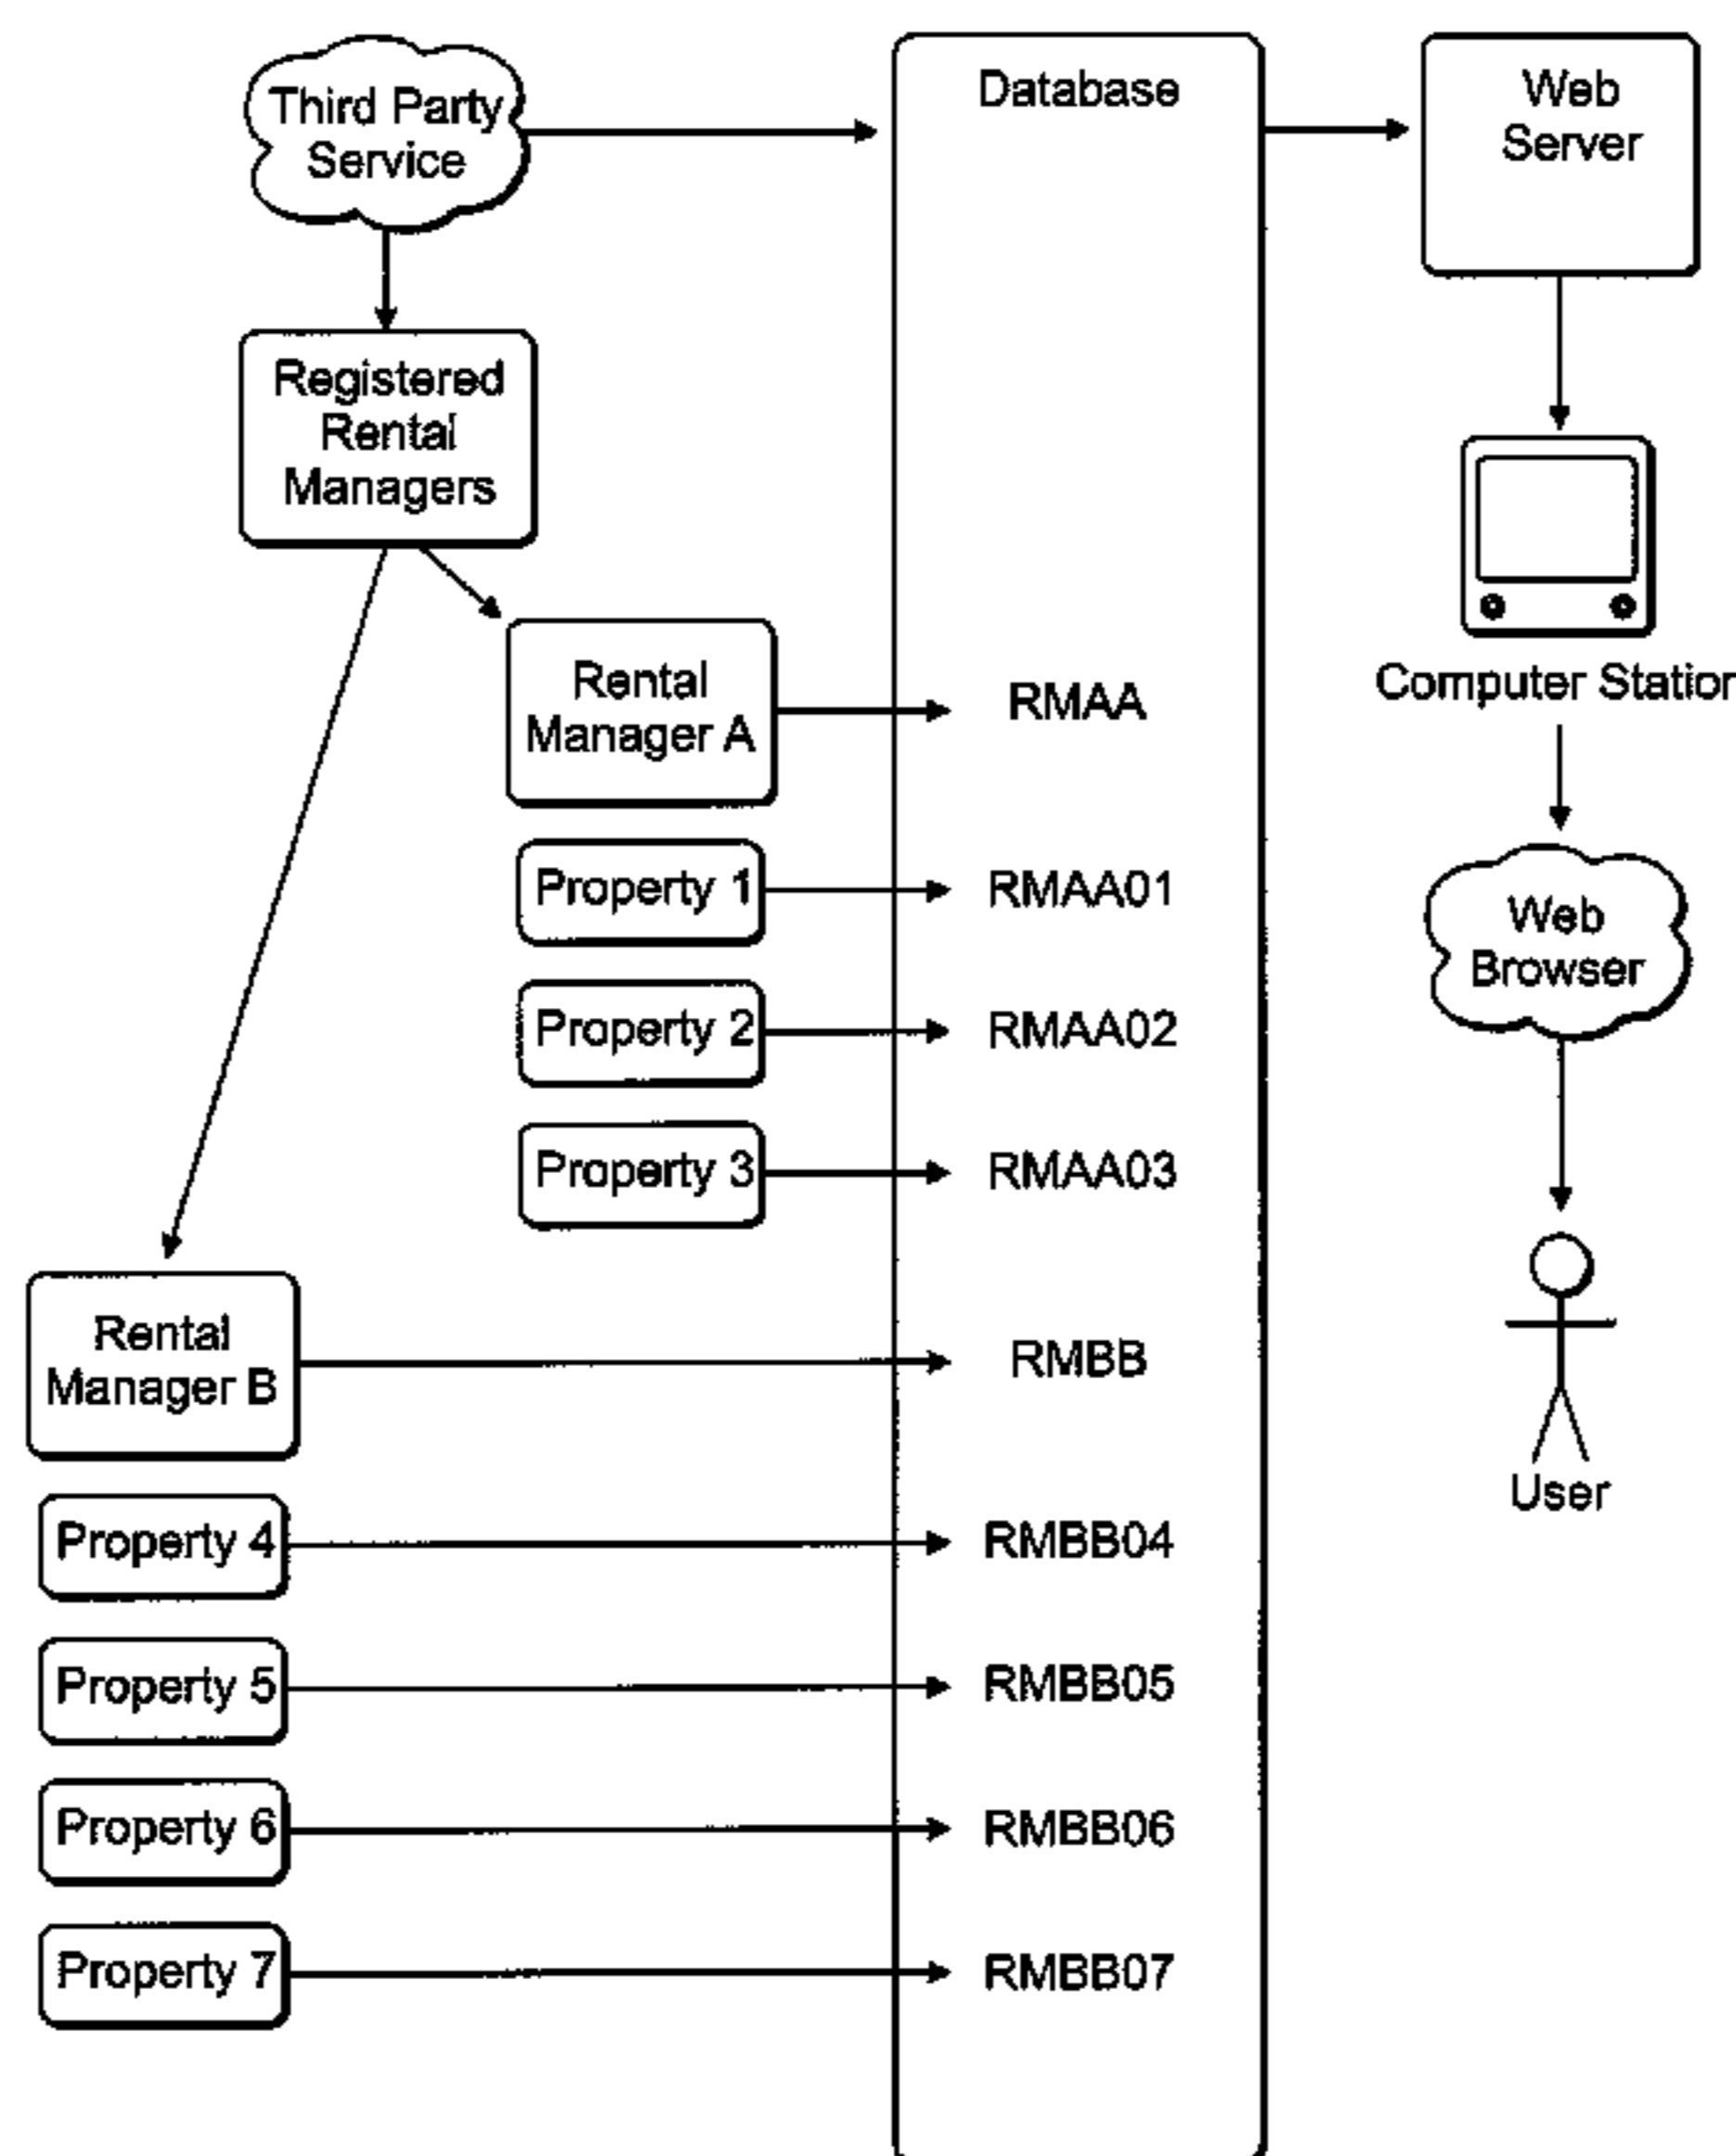 Third Party
Service
Database
Web
Server
Registered
Rental
Managers
Rental
Manager A
RMAA
Computer Station
Property 1
RMAA01
Web
Browser
Property 2
RMAA02
Property 3
RMAA03
Rental
Manager B
RMBB
User
Property 4
RMBB04
Property 5
RMBB05
Property 6
RMBB06
Property 7
RMBB07